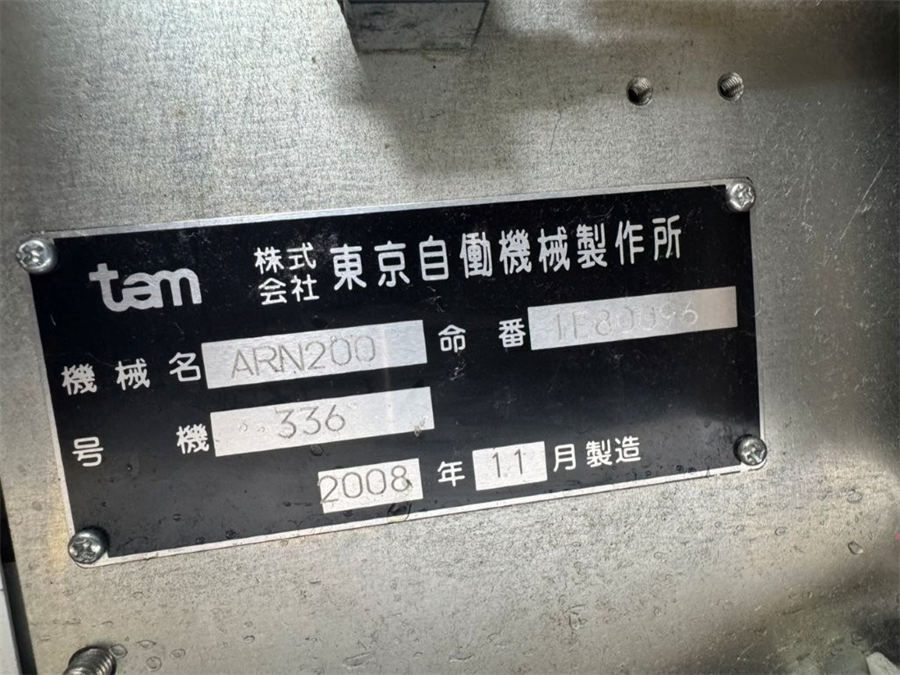 tam 株式会社 東京自働機械製作所
機械名 ARN200 命番 1E80096
号機 336
2008 年 11 月製造